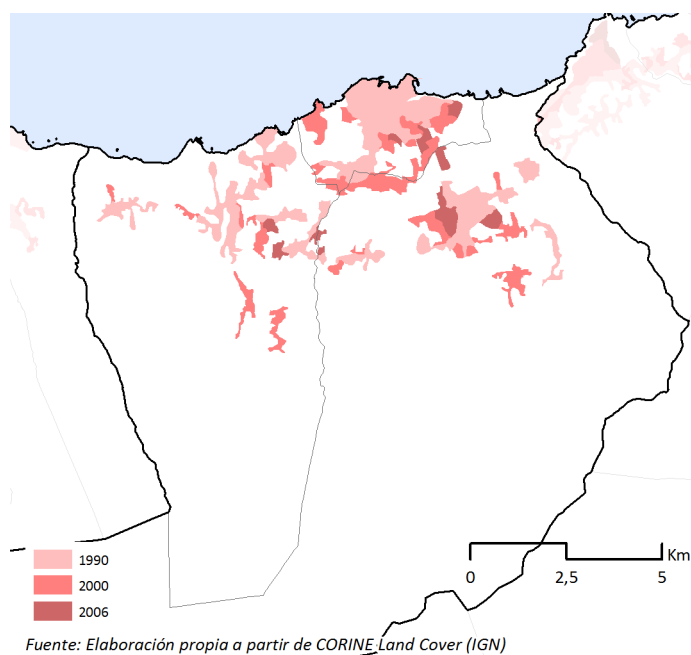 1990
2000
2006
Km
0 2,5 5
Fuente: Elaboración propia a partir de CORINE Land Cover (IGN)